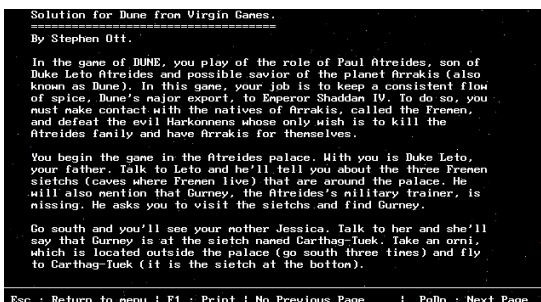 Solution for Dune from Virgin Games.
====================================
By Stephen Ott.
In the game of DUNE, you play of the role of Paul Atreides, son of
Duke Leto Atreides and possible savior of the planet Arrakis (also
known as Dune). In this game, your job is to keep a consistent flow
of spice, Dune's major export, to Emperor Shaddam IV. To do so, you
must make contact with the natives of Arrakis, called the Fremen,
and defeat the evil Harkonnens whose only wish is to kill the
Atreides family and have Arrakis for themselves.
You begin the game in the Atreides palace. With you is Duke Leto,
your father. Talk to Leto and he'll tell you about the three Fremen
sietchs (caves where Fremen live) that are around the palace. He
will also mention that Gurney, the Atreides's military trainer, is
missing. He asks you to visit the sietchs and find Gurney.
Go south and you'll see your mother Jessica. Talk to her and she'll
say that Gurney is at the sietch named Carthag-Tuek. Take an orni,
which is located outside the palace (go south three times) and fly
to Carthag-Tuek (it is the sietch at the bottom).
Esc : Return to menu | F1 : Print | No Previous Page | PgDn : Next Page